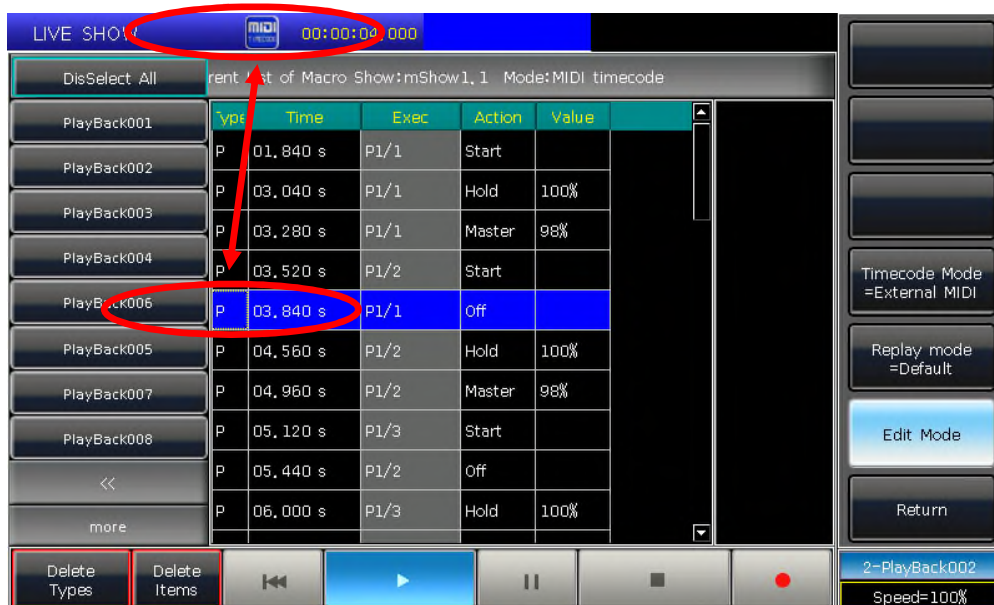 LIVE SHOW
MIDI
TIMECODE
00:00:04.000
DisSelect All
rent List of Macro Show:mShow1.1 Mode:MIDI timecode
PlayBack001
PlayBack002
PlayBack003
PlayBack004
PlayBack006
PlayBack005
PlayBack007
PlayBack008
<<
more
Type Time Exec Action Value
P 01.840 s P1/1 Start
P 03.040 s P1/1 Hold 100%
P 03.280 s P1/1 Master 98%
P 03.520 s P1/2 Start
P 03.840 s P1/1 Off
P 04.560 s P1/2 Hold 100%
P 04.960 s P1/2 Master 98%
P 05.120 s P1/3 Start
P 05.440 s P1/2 Off
P 06.000 s P1/3 Hold 100%
Timecode Mode
=External MIDI
Replay mode
=Default
Edit Mode
Return
Delete
Types
Delete
Items
2-PlayBack002
Speed=100%